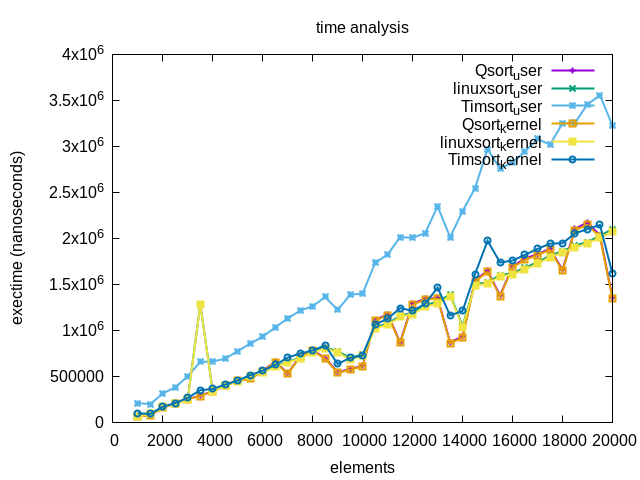 time analysis
4x10^6
3.5x10^6
3x10^6
2.5x10^6
2x10^6
1.5x10^6
1x10^6
500000
0
exectime (nanoseconds)
Qsort_user
linuxsort_user
Timsort_user
Qsort_kernel
linuxsort_kernel
Timsort_kernel
0 2000 4000 6000 8000 10000 12000 14000 16000 18000 20000
elements